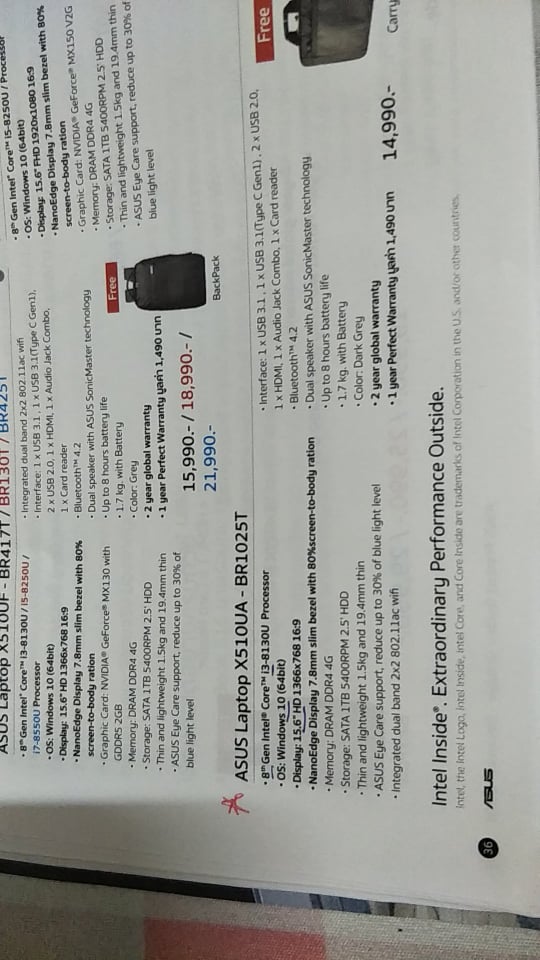 ASUS Laptop X510UF - BR417T / BR130T / BR425T
• 8th Gen Intel® Core™ i3-8130U / i5-8250U /
i7-8550U Processor
• OS: Windows 10 (64bit)
• Display: 15.6" HD 1366x768 16:9
• NanoEdge Display 7.8mm slim bezel with 80%
screen-to-body ration
• Graphic Card: NVIDIA® GeForce® MX130 with
GDDR5 2GB
• Memory: DRAM DDR4 4G
• Storage: SATA 1TB 5400RPM 2.5' HDD
• Thin and lightweight 1.5kg and 19.4mm thin
• ASUS Eye Care support, reduce up to 30% of
blue light level
• Integrated dual band 2x2 802.11ac wifi
• Interface: 1 x USB 3.1 , 1 x USB 3.1(Type C Gen1),
2 x USB 2.0, 1 x HDMI, 1 x Audio Jack Combo,
1 x Card reader
• Bluetooth™ 4.2
• Dual speaker with ASUS SonicMaster technology
• Up to 8 hours battery life
• 1.7 kg. with Battery
• Color: Grey
• 2 year global warranty
• 1 year Perfect Warranty มูลค่า 1,490 บาท
15,990.- / 18,990.- /
21,990.-
Free
BackPack
• 8th Gen Intel® Core™ i5-8250U / Processor
• OS: Windows 10 (64bit)
• Display: 15.6" FHD 1920x1080 16:9
• NanoEdge Display 7.8mm slim bezel with 80%
screen-to-body ration
• Graphic Card: NVIDIA® GeForce® MX150 V2G
• Memory: DRAM DDR4 4G
• Storage: SATA 1TB 5400RPM 2.5' HDD
• Thin and lightweight 1.5kg and 19.4mm thin
• ASUS Eye Care support, reduce up to 30% of
blue light level
ASUS Laptop X510UA - BR1025T
• 8th Gen Intel® Core™ i3-8130U Processor
• OS: Windows 10 (64bit)
• Display: 15.6" HD 1366x768 16:9
• NanoEdge Display 7.8mm slim bezel with 80%screen-to-body ration
• Memory: DRAM DDR4 4G
• Storage: SATA 1TB 5400RPM 2.5' HDD
• Thin and lightweight 1.5kg and 19.4mm thin
• ASUS Eye Care support, reduce up to 30% of blue light level
• Integrated dual band 2x2 802.11ac wifi
• Interface: 1 x USB 3.1 , 1 x USB 3.1(Type C Gen1) , 2 x USB 2.0,
1 x HDMI, 1 x Audio Jack Combo, 1 x Card reader
• Bluetooth™ 4.2
• Dual speaker with ASUS SonicMaster technology
• Up to 8 hours battery life
• 1.7 kg. with Battery
• Color: Dark Grey
• 2 year global warranty
• 1 year Perfect Warranty มูลค่า 1,490 บาท
14,990.-
Free
Carry
Intel Inside®. Extraordinary Performance Outside.
Intel, the Intel Logo, Intel Inside, Intel Core, and Core Inside are trademarks of Intel Corporation in the U.S. and/or other countries.
36 ASUS